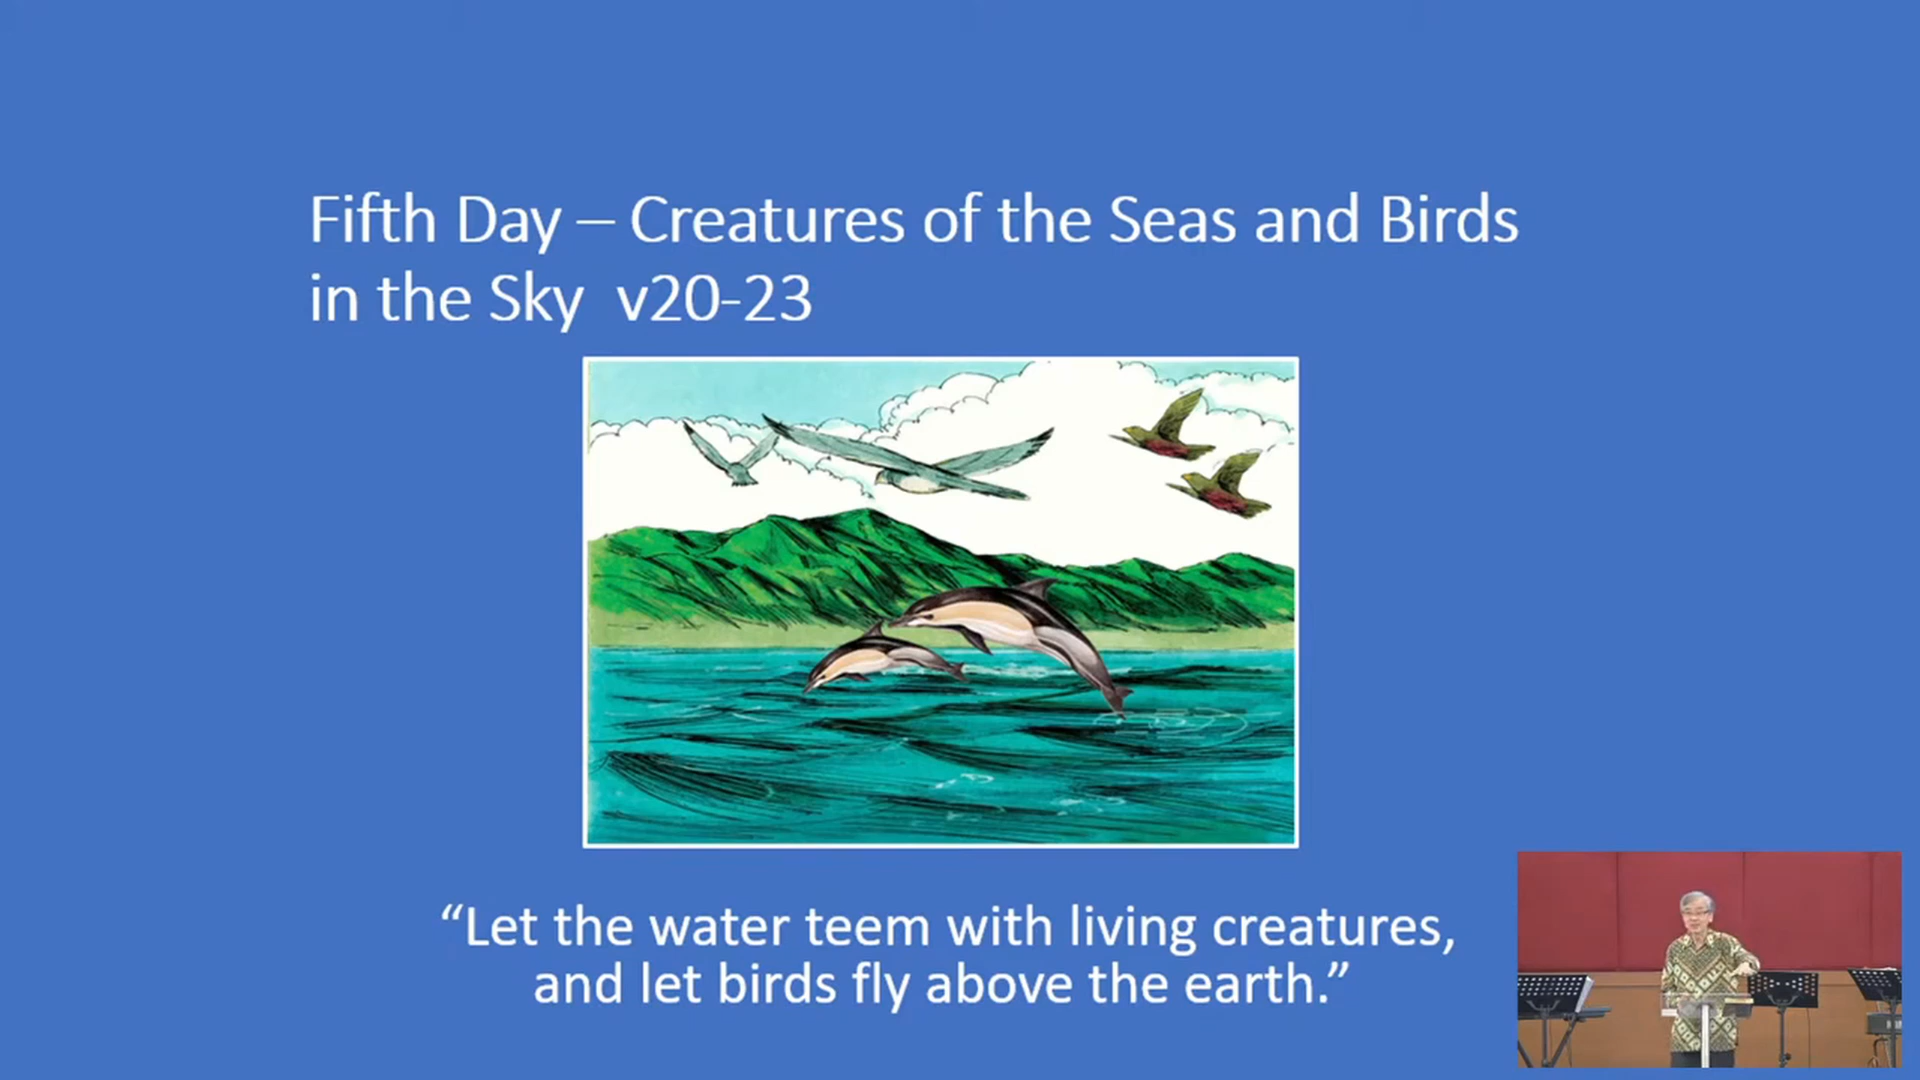 Fifth Day – Creatures of the Seas and Birds
in the Sky  v20-23
“Let the water teem with living creatures,
and let birds fly above the earth.”